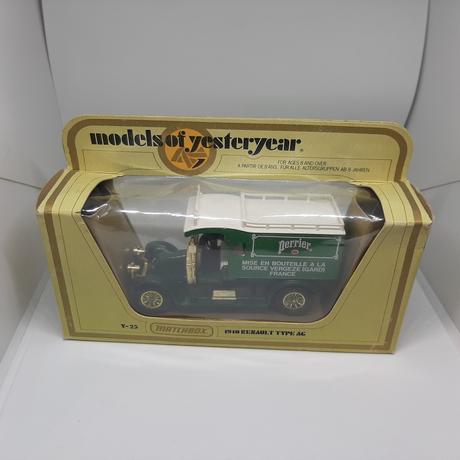 models of yesteryear®
FOR AGES 8 AND OVER
A PARTIR DE 8 ANS. FÜR ALLE ALTERSGRUPPEN AB 8 JAHREN
Perrier
MISE EN BOUTEILLE A LA
SOURCE VERGEZE (GARD)
FRANCE
Y-25 MATCHBOX 1910 RENAULT TYPE AG